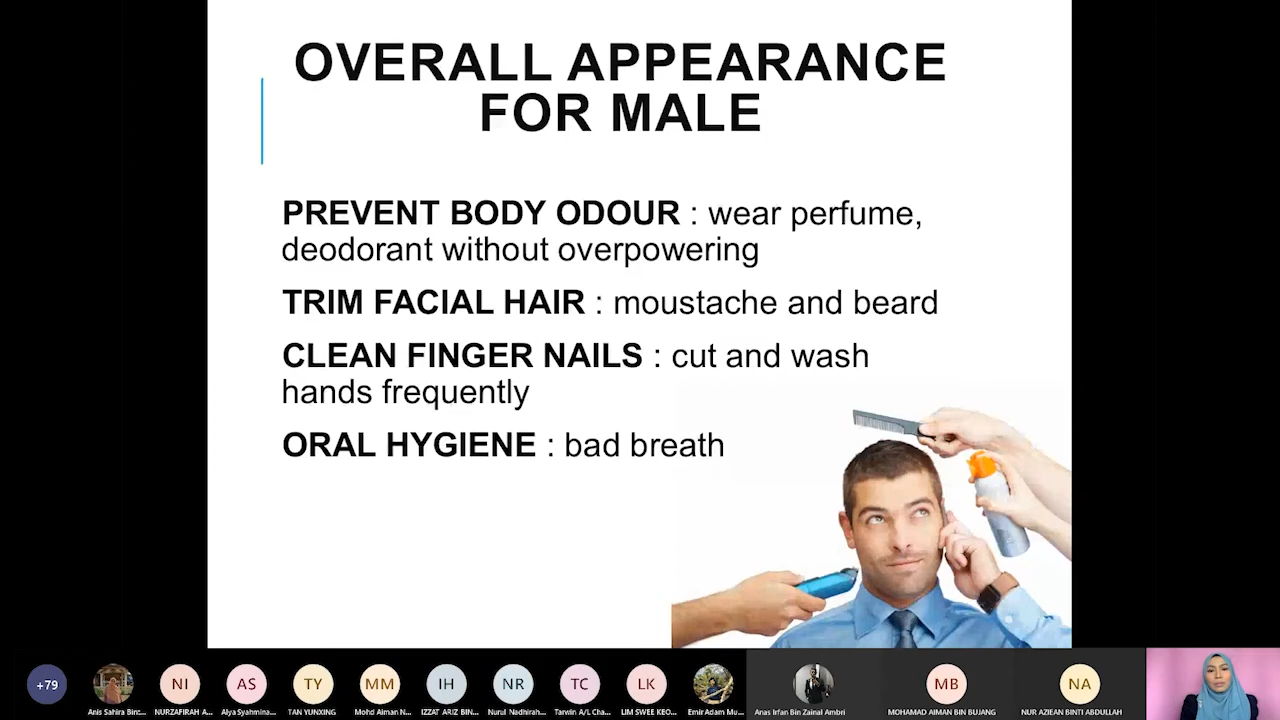 OVERALL APPEARANCE
FOR MALE
PREVENT BODY ODOUR : wear perfume,
deodorant without overpowering
TRIM FACIAL HAIR : moustache and beard
CLEAN FINGER NAILS : cut and wash
hands frequently
ORAL HYGIENE : bad breath
+79
NI
AS
TY
MM
IH
NR
TC
LK
MB
NA
Anis Sahira Bint...
NURZAFIRAH A...
Alya Syahmina...
TAN YUNXING
Mohd Aiman N...
IZZAT ARIZ BIN...
Nurul Nadhirah...
Tarwin A/L Cha...
LIM SWEE KEO...
Emir Adam Mu...
Anas Irfan Bin Zainal Ambri
MOHAMAD AIMAN BIN BUJANG
NUR AZIEAN BINTI ABDULLAH